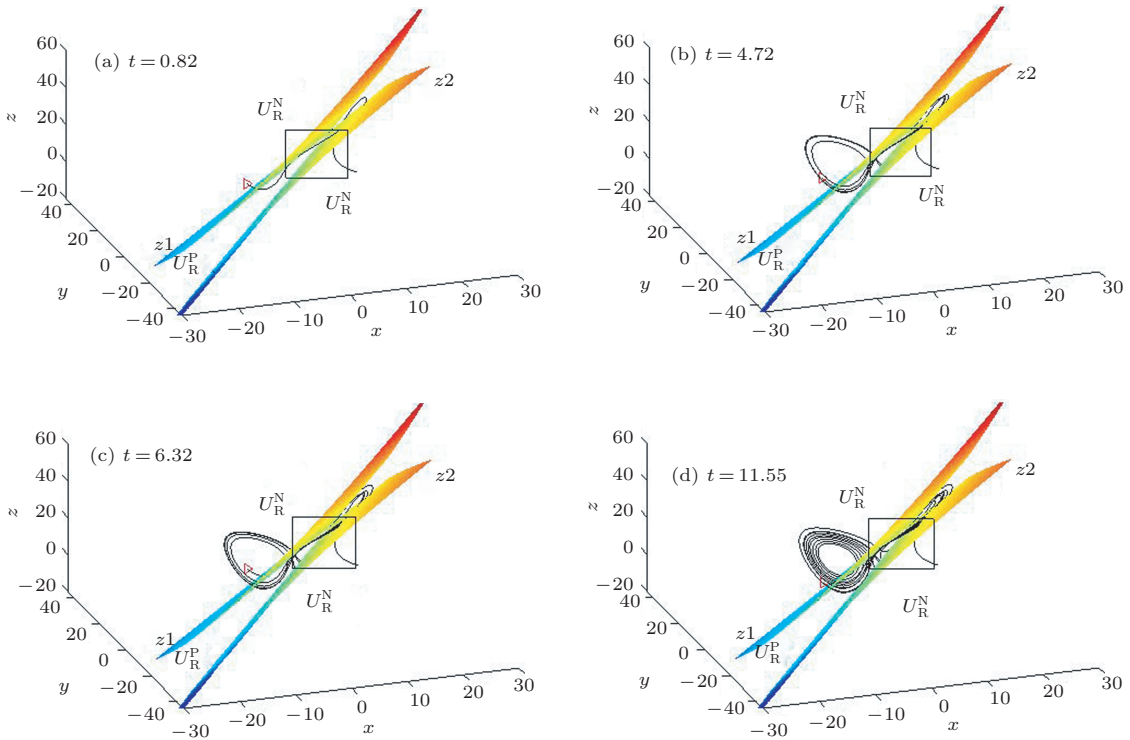 (a) t = 0.82
60
40
20
0
−20
z
40
20
0
−20
−40
y
−30
−20
−10
0
10
20
30
x
z1
z2
U_R^N
U_R^N
U_R^P
(b) t = 4.72
60
40
20
0
−20
z
40
20
0
−20
−40
y
−30
−20
−10
0
10
20
30
x
z1
z2
U_R^N
U_R^N
U_R^P
(c) t = 6.32
60
40
20
0
−20
z
40
20
0
−20
−40
y
−30
−20
−10
0
10
20
30
x
z1
z2
U_R^N
U_R^N
U_R^P
(d) t = 11.55
60
40
20
0
−20
z
40
20
0
−20
−40
y
−30
−20
−10
0
10
20
30
x
z1
z2
U_R^N
U_R^N
U_R^P